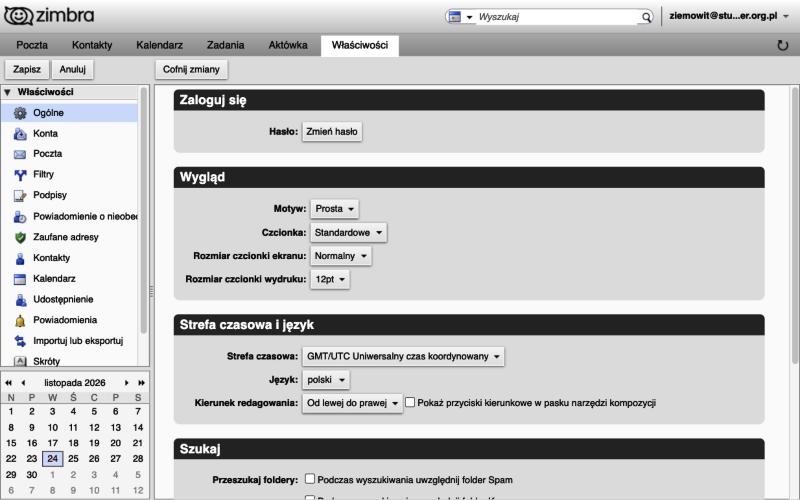 zimbra
Wyszukaj
ziemowit@stu...er.org.pl
Poczta Kontakty Kalendarz Zadania Aktówka Właściwości
Zapisz Anuluj Cofnij zmiany
Właściwości
Ogólne
Konta
Poczta
Filtry
Podpisy
Powiadomienie o nieobec
Zaufane adresy
Kontakty
Kalendarz
Udostępnienie
Powiadomienia
Importuj lub eksportuj
Skróty
listopada 2026
N P W Ś C P S
1 2 3 4 5 6 7
8 9 10 11 12 13 14
15 16 17 18 19 20 21
22 23 24 25 26 27 28
29 30 1 2 3 4 5
6 7 8 9 10 11 12
Zaloguj się
Hasło: Zmień hasło
Wygląd
Motyw: Prosta
Czcionka: Standardowe
Rozmiar czcionki ekranu: Normalny
Rozmiar czcionki wydruku: 12pt
Strefa czasowa i język
Strefa czasowa: GMT/UTC Uniwersalny czas koordynowany
Język: polski
Kierunek redagowania: Od lewej do prawej Pokaż przyciski kierunkowe w pasku narzędzi kompozycji
Szukaj
Przeszukaj foldery: Podczas wyszukiwania uwzględnij folder Spam